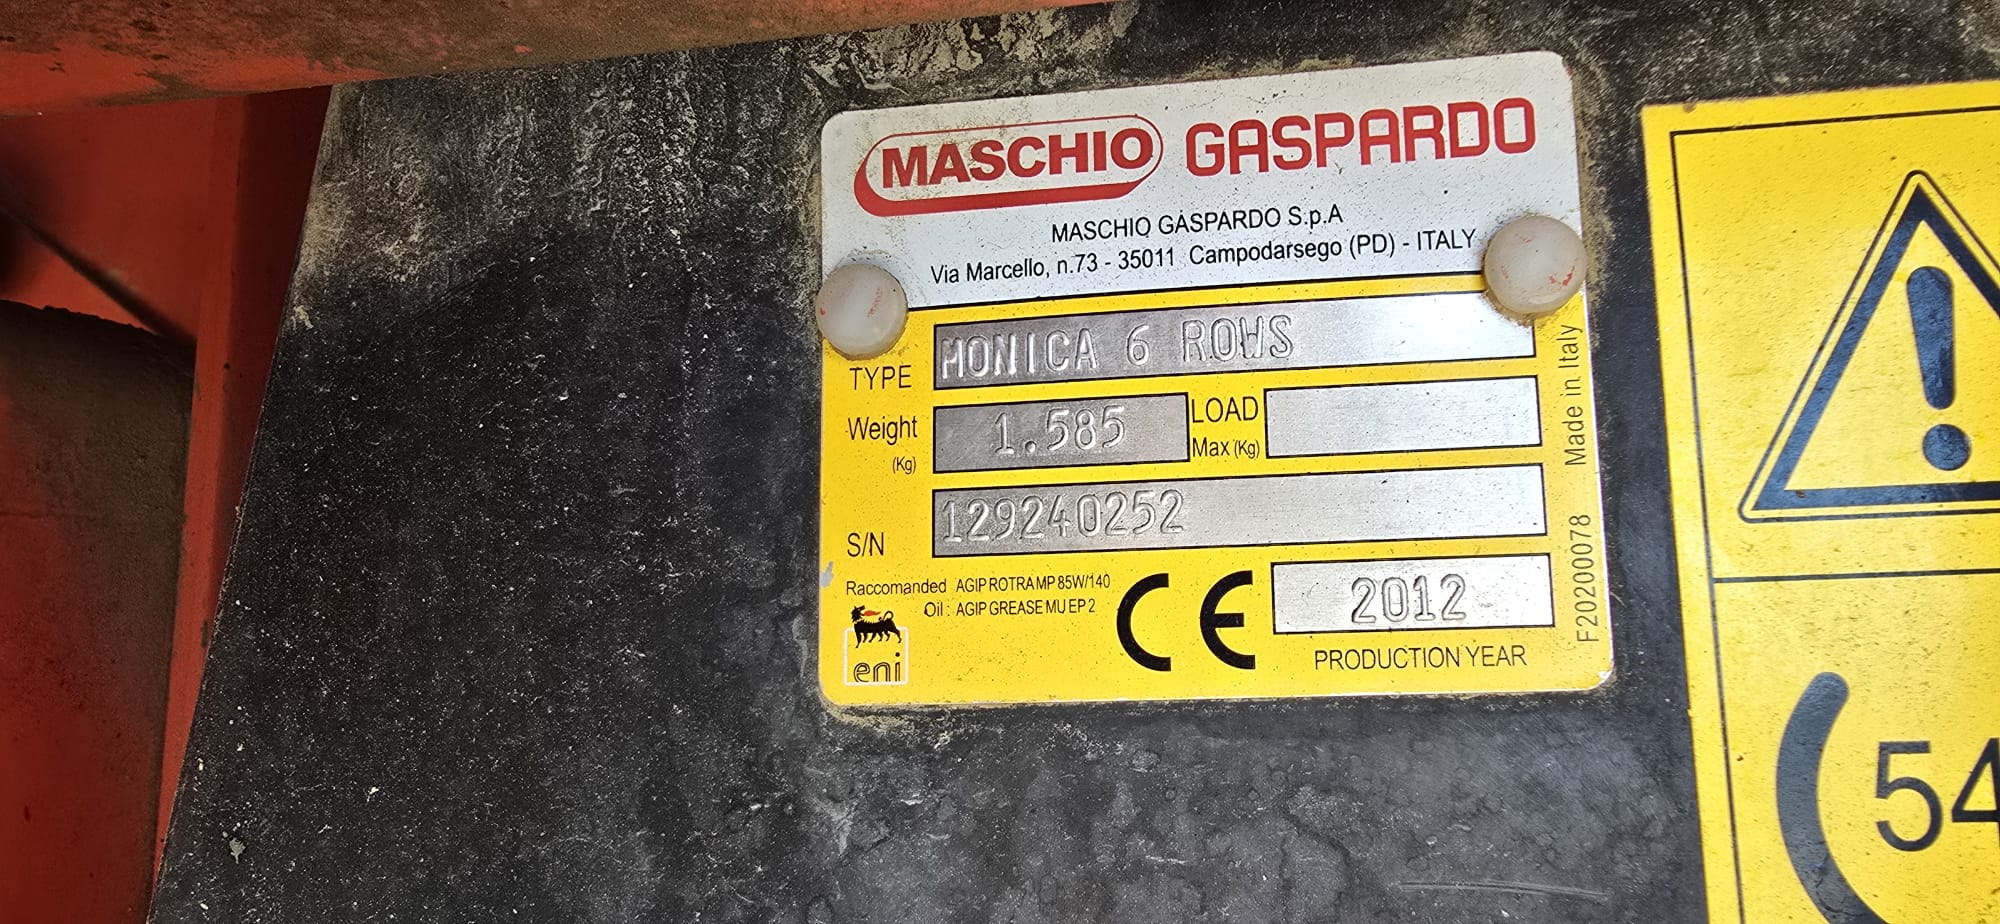 MASCHIO GASPARDO
MASCHIO GASPARDO S.p.A
Via Marcello, n.73 - 35011 Campodarsego (PD) - ITALY
TYPE MONICA 6 ROWS
Weight (Kg) 1.585 LOAD Max (Kg)
S/N 129240252
Raccomanded AGIP ROTRA MP 85W/140
Oil : AGIP GREASE MU EP 2
eni
CE
2012
PRODUCTION YEAR
F20200078 Made in Italy
!
54